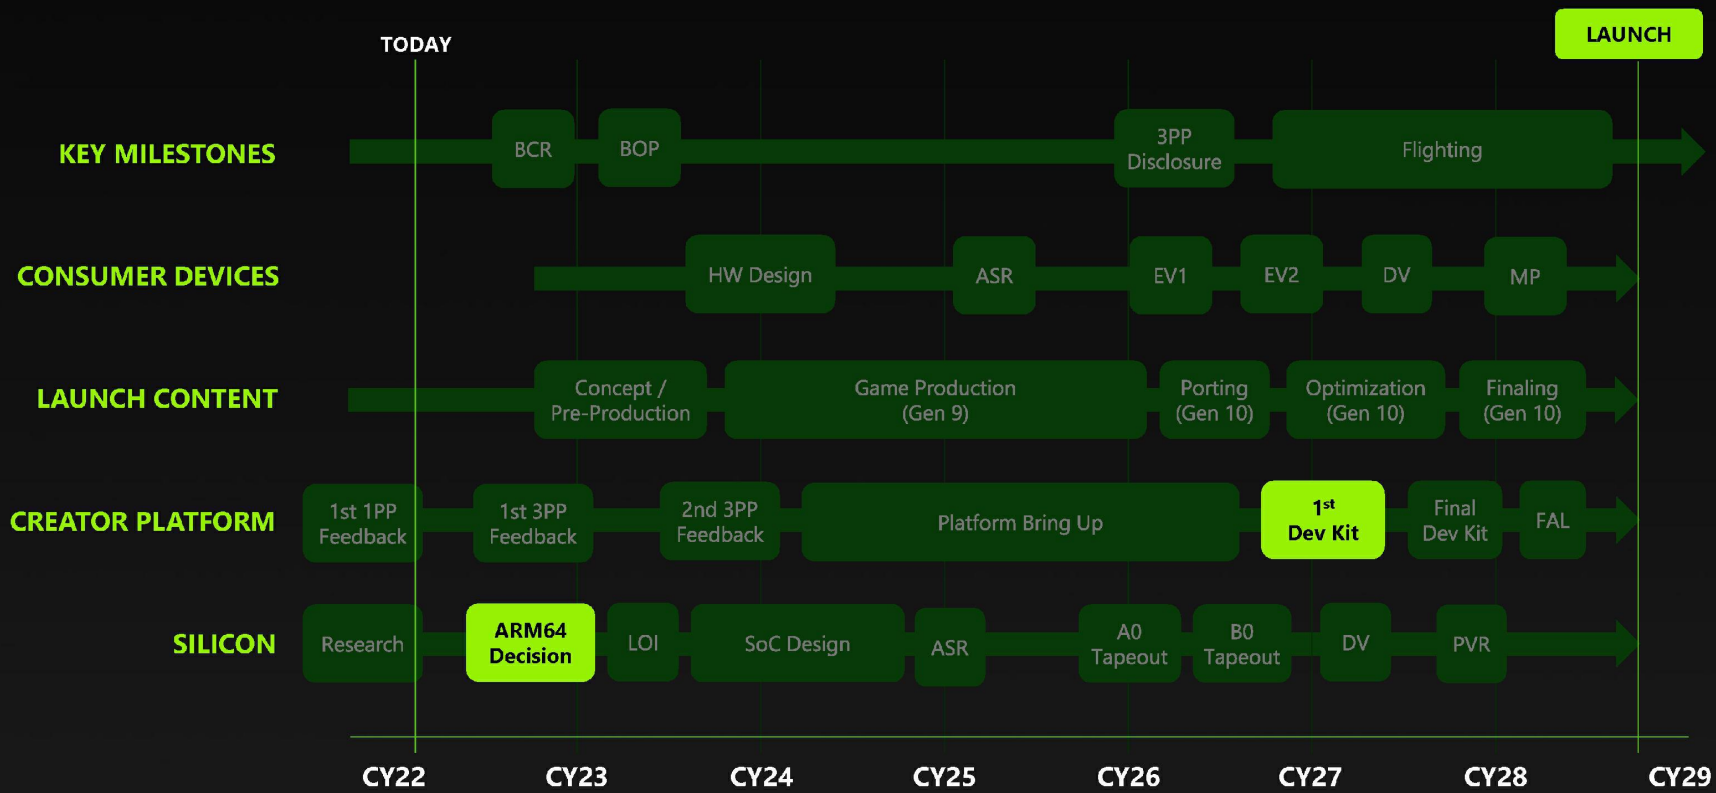 TODAY
LAUNCH
KEY MILESTONES
BCR
BOP
3PP
Disclosure
Flighting
CONSUMER DEVICES
HW Design
ASR
EV1
EV2
DV
MP
LAUNCH CONTENT
Concept /
Pre-Production
Game Production
(Gen 9)
Porting
(Gen 10)
Optimization
(Gen 10)
Finaling
(Gen 10)
CREATOR PLATFORM
1st 1PP
Feedback
1st 3PP
Feedback
2nd 3PP
Feedback
Platform Bring Up
1st
Dev Kit
Final
Dev Kit
FAL
SILICON
Research
ARM64
Decision
LOI
SoC Design
ASR
A0
Tapeout
B0
Tapeout
DV
PVR
CY22 CY23 CY24 CY25 CY26 CY27 CY28 CY29